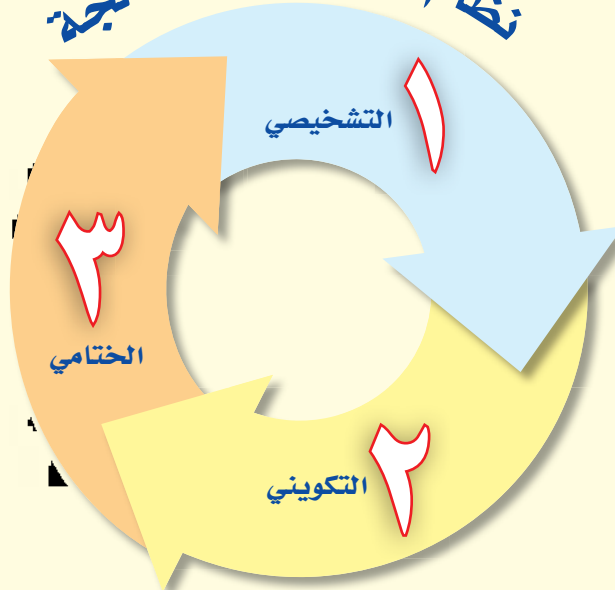 ١
التشخيصي
٢
التكويني
٣
الختامي